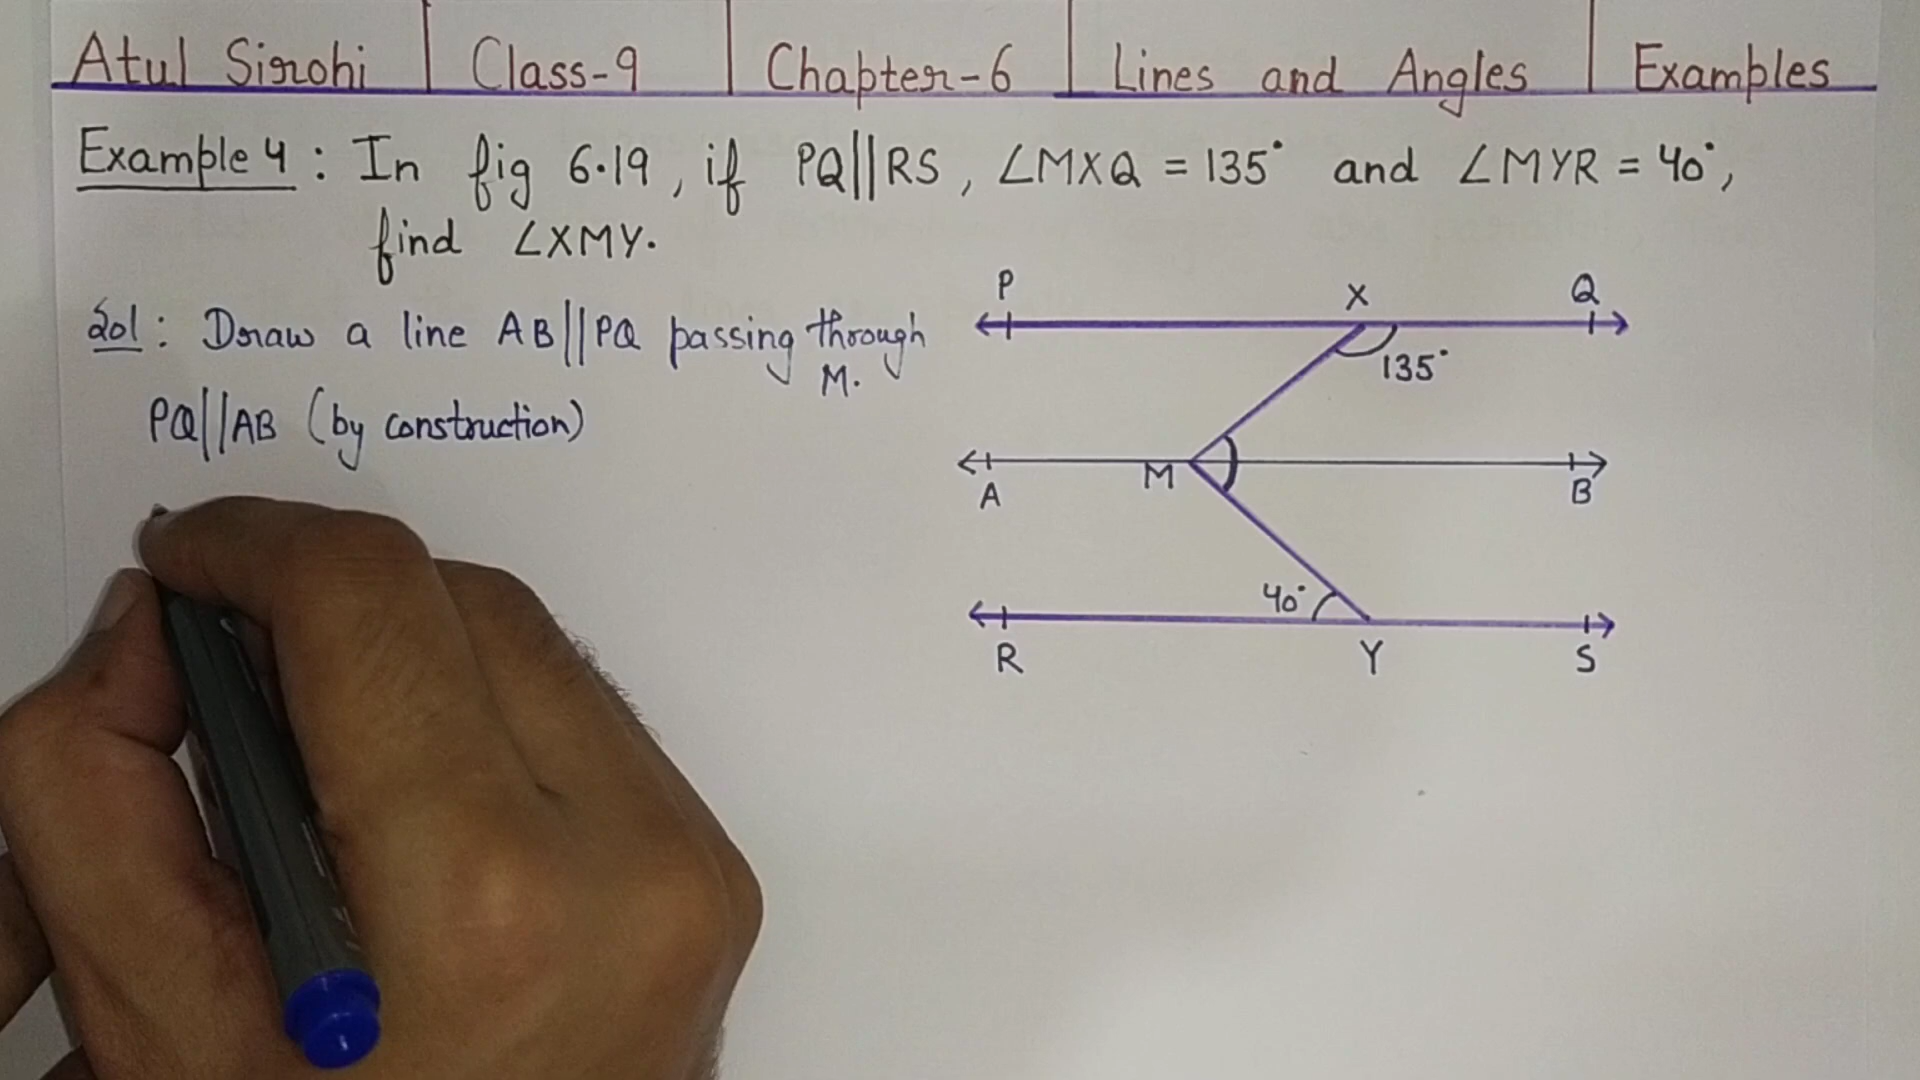 Atul Sirohi | Class-9 | Chapter-6 | Lines and Angles | Examples
Example 4 : In fig 6.19, if PQ||RS, ∠MXQ = 135° and ∠MYR = 40°,
find ∠XMY.
Sol : Draw a line AB||PQ passing through
M.
PQ||AB (by construction)
P X Q
135°
A M B
40°
R Y S